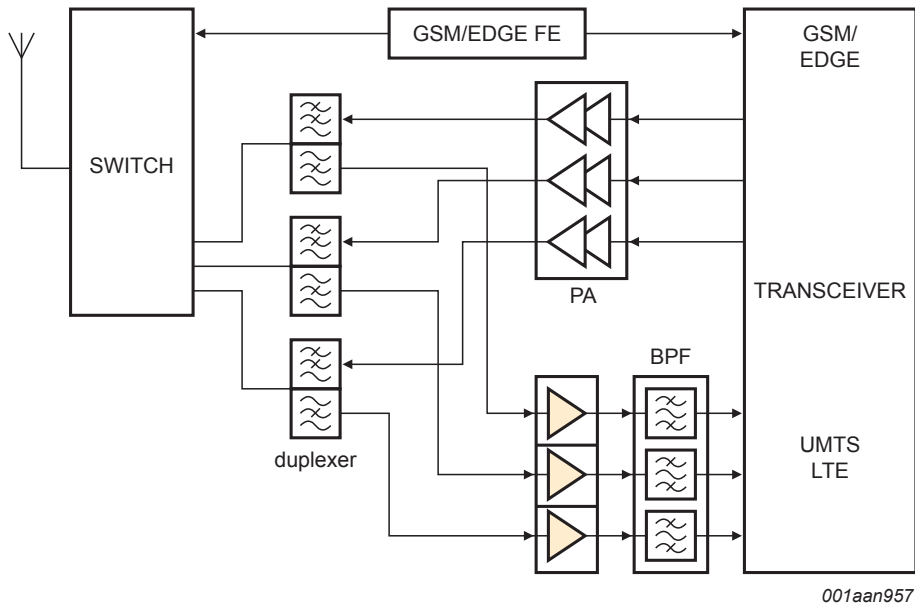 GSM/EDGE FE
GSM/
EDGE
SWITCH
PA
TRANSCEIVER
BPF
duplexer
UMTS
LTE
001aan957